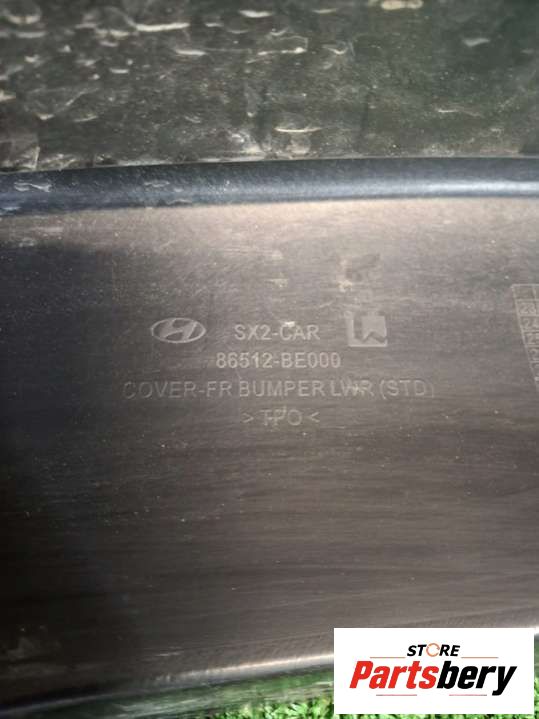 SX2-CAR
86512-BE000
COVER-FR BUMPER LWR (STD)
> TPO <
STORE
Partsbery